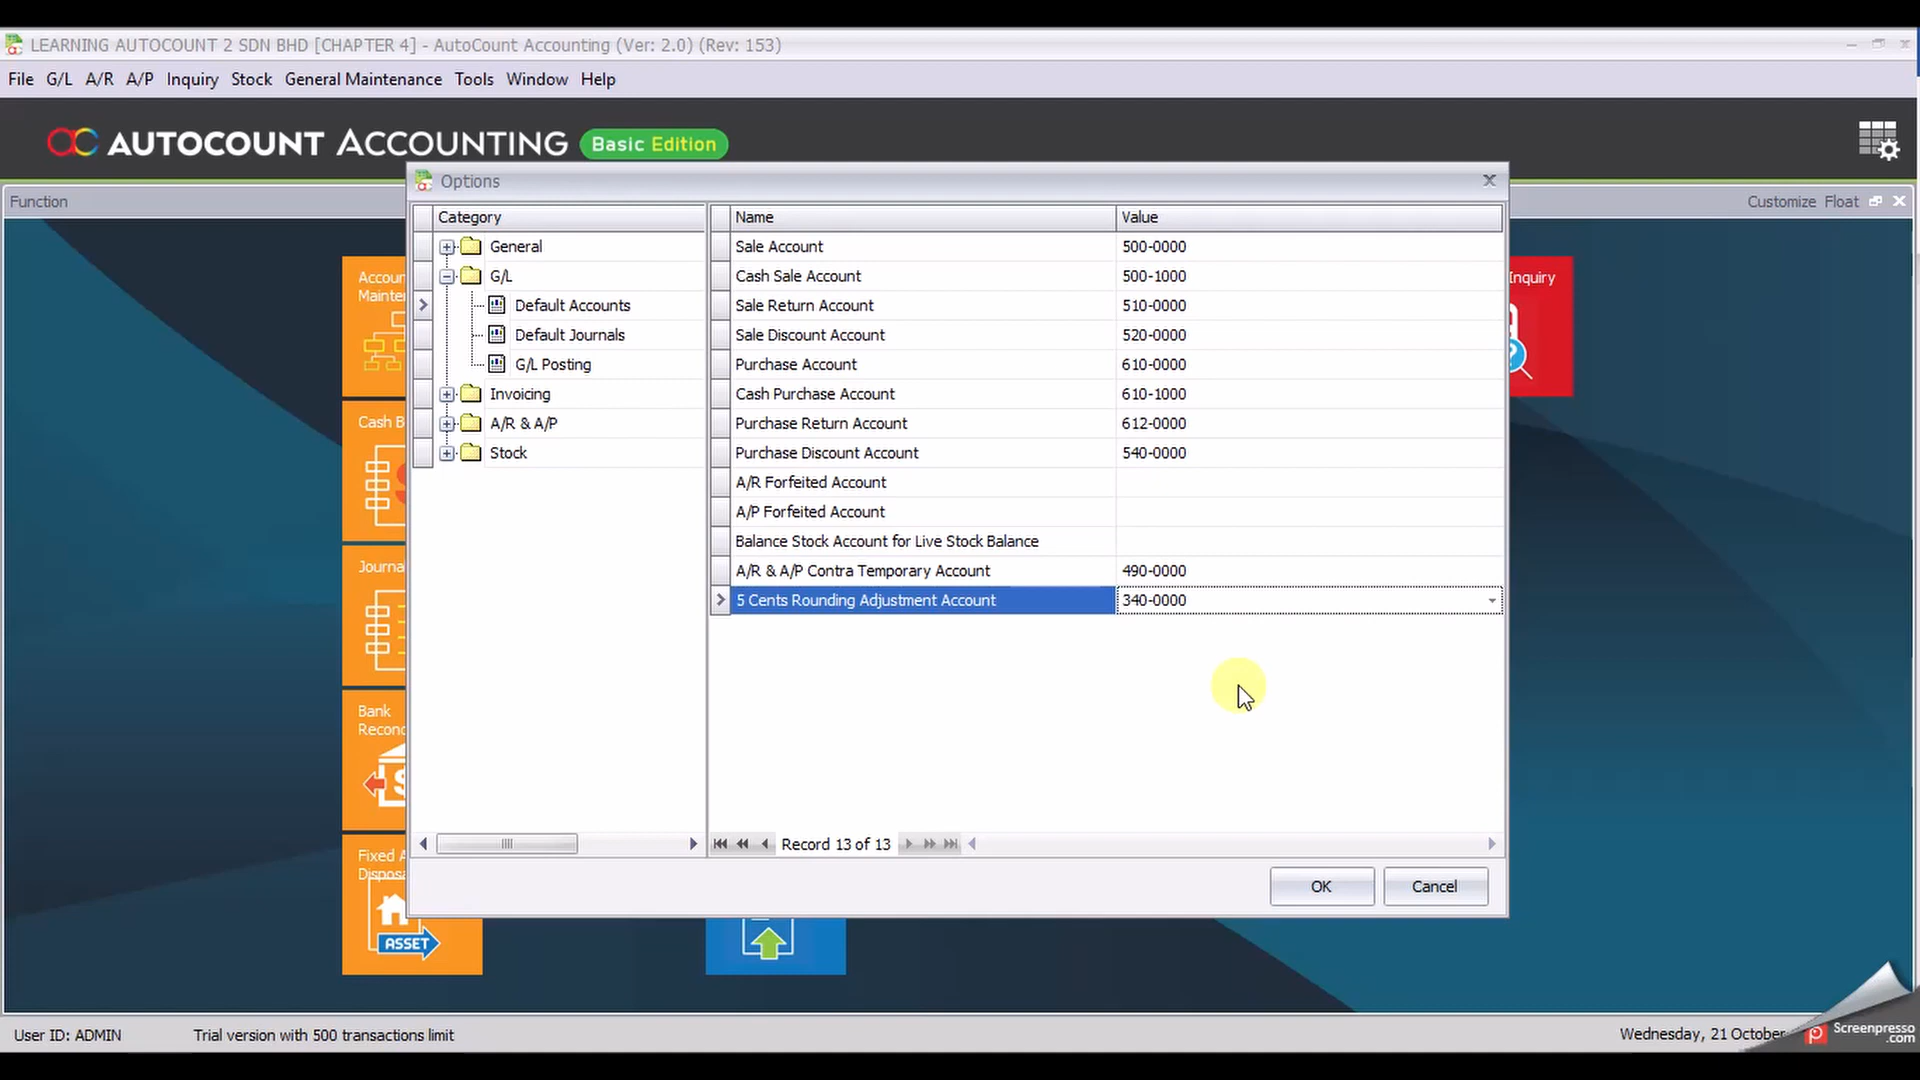 LEARNING AUTOCOUNT 2 SDN BHD [CHAPTER 4] - AutoCount Accounting (Ver: 2.0) (Rev: 153)
File G/L A/R A/P Inquiry Stock General Maintenance Tools Window Help
AUTOCOUNT ACCOUNTING Basic Edition
Options
Function
Customize Float
Category
Name Value
General
G/L
Default Accounts
Default Journals
G/L Posting
Invoicing
A/R & A/P
Stock
Sale Account 500-0000
Cash Sale Account 500-1000
Sale Return Account 510-0000
Sale Discount Account 520-0000
Purchase Account 610-0000
Cash Purchase Account 610-1000
Purchase Return Account 612-0000
Purchase Discount Account 540-0000
A/R Forfeited Account
A/P Forfeited Account
Balance Stock Account for Live Stock Balance
A/R & A/P Contra Temporary Account 490-0000
5 Cents Rounding Adjustment Account 340-0000
Record 13 of 13
OK Cancel
Accou
Mainte
Cash B
Journa
Bank
Recond
Fixed A
Disposa
ASSET
Inquiry
User ID: ADMIN Trial version with 500 transactions limit
Wednesday, 21 October
Screenpresso
.com